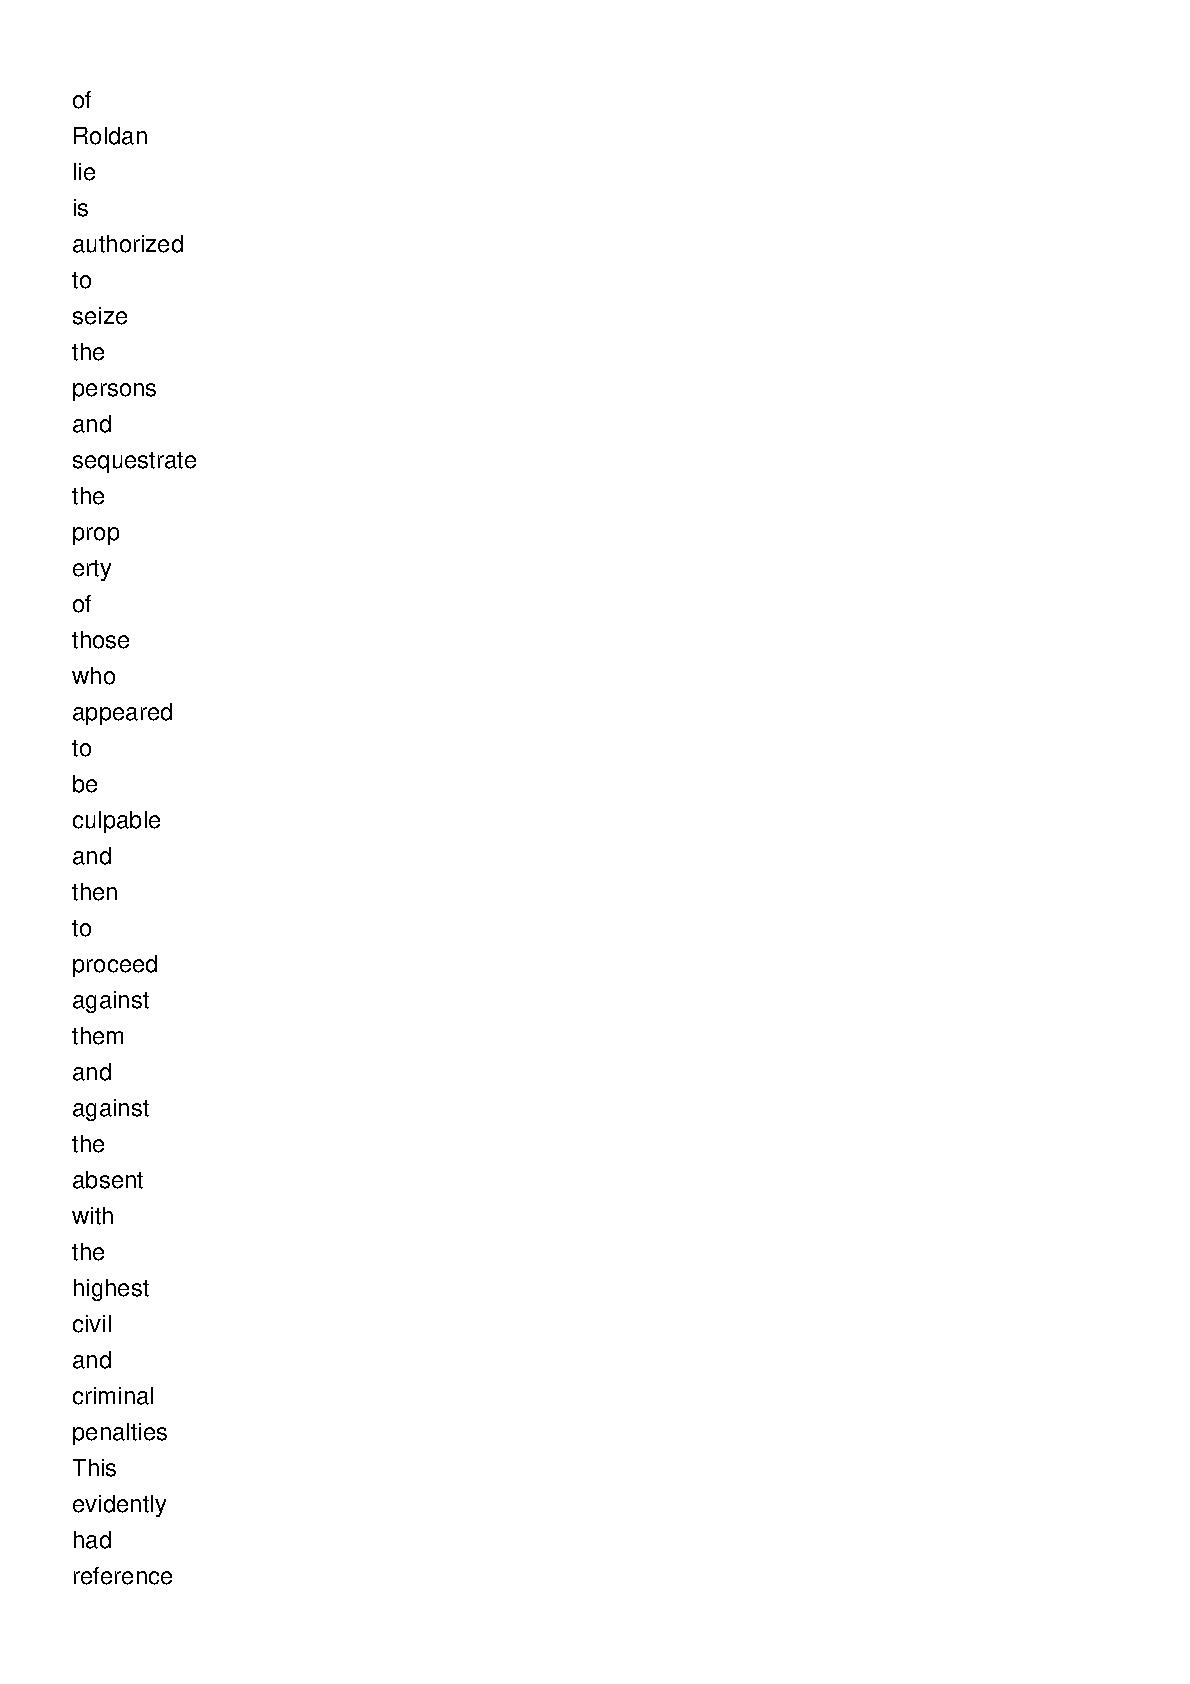 of
Roldan
lie
is
authorized
to
seize
the
persons
and
sequestrate
the
prop
erty
of
those
who
appeared
to
be
culpable
and
then
to
proceed
against
them
and
against
the
absent
with
the
highest
civil
and
criminal
penalties
This
evidently
had
reference